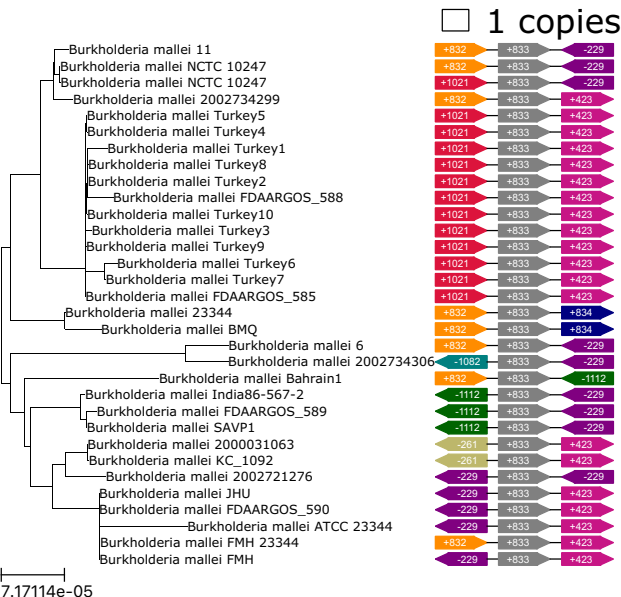 1 copies
Burkholderia mallei 11 +832 +833 -229
Burkholderia mallei NCTC 10247 +832 +833 -229
Burkholderia mallei NCTC 10247 +1021 +833 -229
Burkholderia mallei 2002734299 +832 +833 +423
Burkholderia mallei Turkey5 +1021 +833 +423
Burkholderia mallei Turkey4 +1021 +833 +423
Burkholderia mallei Turkey1 +1021 +833 +423
Burkholderia mallei Turkey8 +1021 +833 +423
Burkholderia mallei Turkey2 +1021 +833 +423
Burkholderia mallei FDAARGOS_588 +1021 +833 +423
Burkholderia mallei Turkey10 +1021 +833 +423
Burkholderia mallei Turkey3 +1021 +833 +423
Burkholderia mallei Turkey9 +1021 +833 +423
Burkholderia mallei Turkey6 +1021 +833 +423
Burkholderia mallei Turkey7 +1021 +833 +423
Burkholderia mallei FDAARGOS_585 +1021 +833 +423
Burkholderia mallei 23344 +832 +833 +834
Burkholderia mallei BMQ +832 +833 +834
Burkholderia mallei 6 +832 +833 -229
Burkholderia mallei 2002734306 -1082 +833 -229
Burkholderia mallei Bahrain1 +832 +833 -1112
Burkholderia mallei India86-567-2 -1112 +833 -229
Burkholderia mallei FDAARGOS_589 -1112 +833 -229
Burkholderia mallei SAVP1 -1112 +833 -229
Burkholderia mallei 2000031063 -261 +833 +423
Burkholderia mallei KC_1092 -261 +833 +423
Burkholderia mallei 2002721276 -229 +833 -229
Burkholderia mallei JHU -229 +833 +423
Burkholderia mallei FDAARGOS_590 -229 +833 +423
Burkholderia mallei ATCC 23344 -229 +833 +423
Burkholderia mallei FMH 23344 +832 +833 +423
Burkholderia mallei FMH -229 +833 +423
7.17114e-05